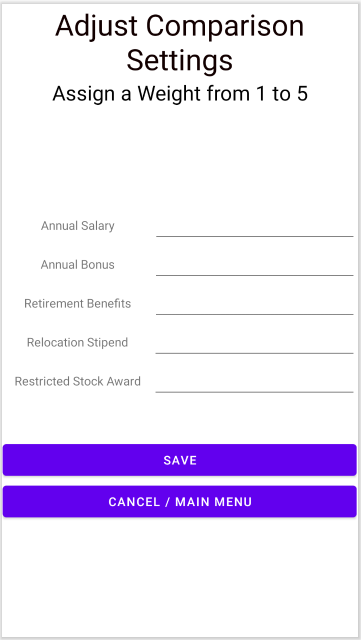 Adjust Comparison
Settings
Assign a Weight from 1 to 5
Annual Salary
Annual Bonus
Retirement Benefits
Relocation Stipend
Restricted Stock Award
SAVE
CANCEL / MAIN MENU